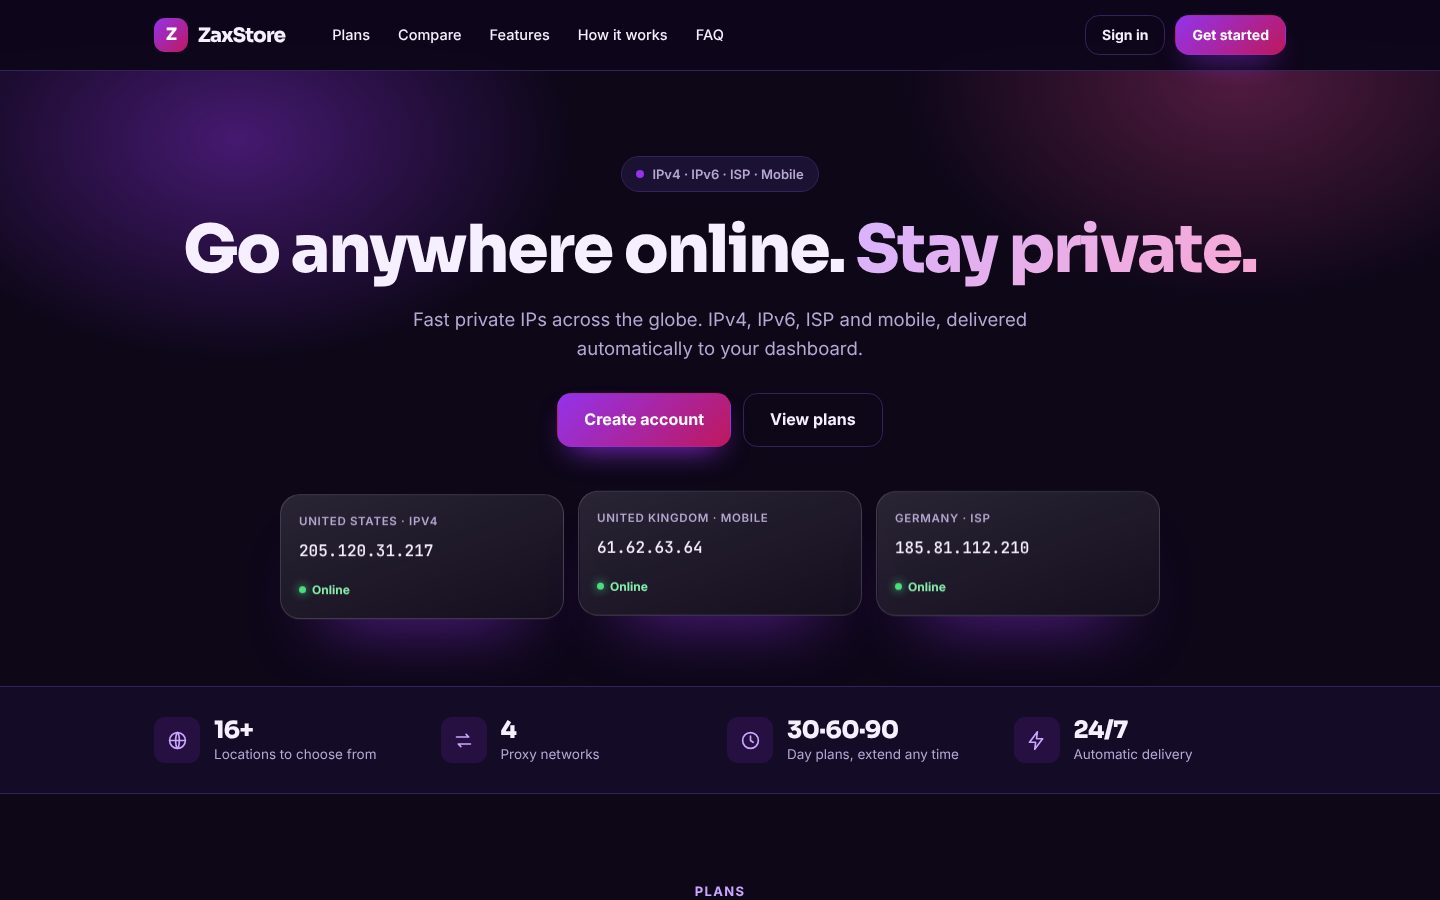 Z ZaxStore Plans Compare Features How it works FAQ Sign in Get started
IPv4 · IPv6 · ISP · Mobile
Go anywhere online. Stay private.
Fast private IPs across the globe. IPv4, IPv6, ISP and mobile, delivered
automatically to your dashboard.
Create account View plans
UNITED STATES · IPV4
205.120.31.217
Online
UNITED KINGDOM · MOBILE
61.62.63.64
Online
GERMANY · ISP
185.81.112.210
Online
16+
Locations to choose from
4
Proxy networks
30·60·90
Day plans, extend any time
24/7
Automatic delivery
PLANS